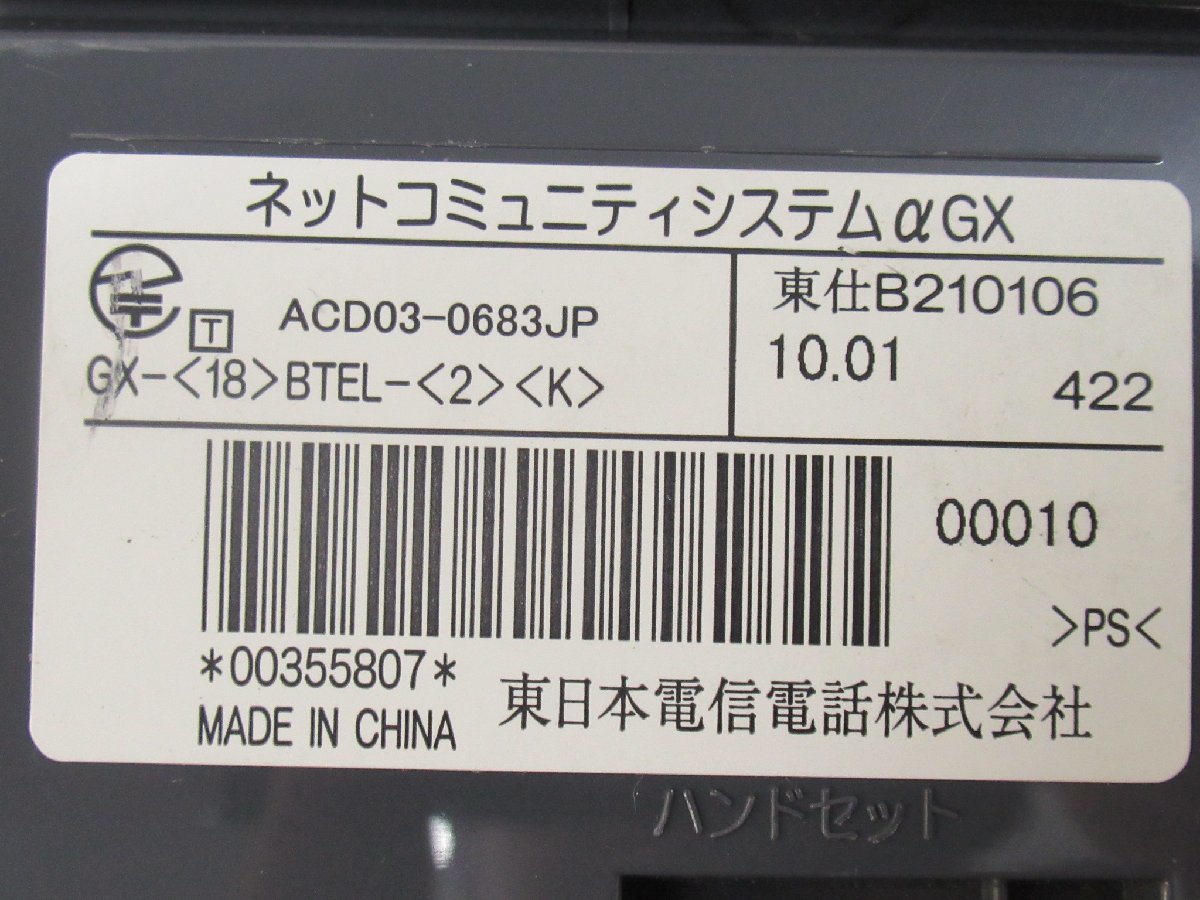 ネットコミュニティシステムαGX
T ACD03-0683JP
GX-<18>BTEL-<2><K>
東仕B210106
10.01
422
00010
>PS<
*00355807*
MADE IN CHINA
東日本電信電話株式会社
ハンドセット